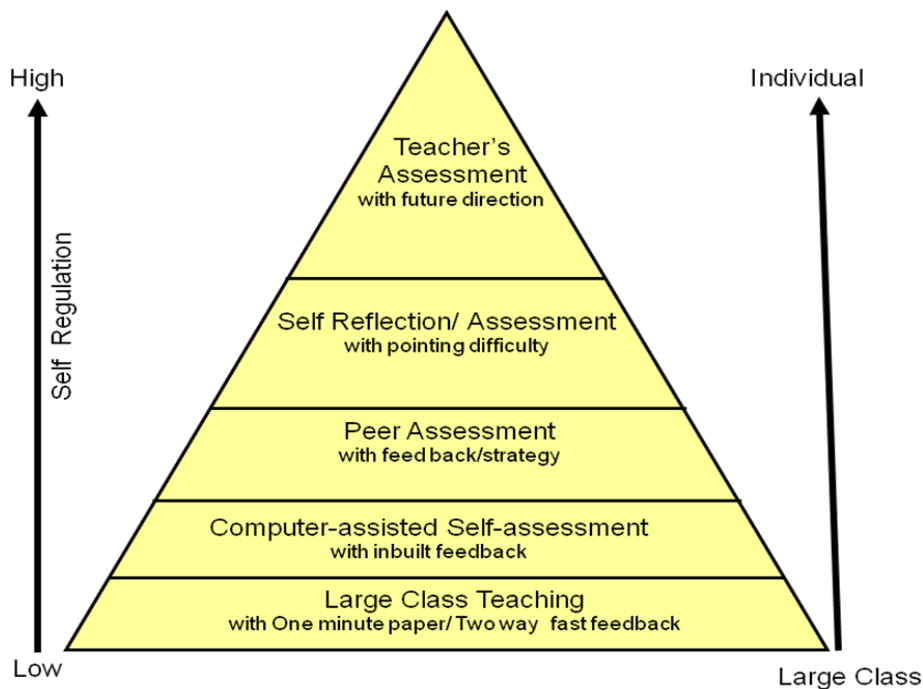 High
Individual
Teacher's
Assessment
with future direction
Self Regulation
Self Reflection/ Assessment
with pointing difficulty
Peer Assessment
with feed back/strategy
Computer-assisted Self-assessment
with inbuilt feedback
Large Class Teaching
with One minute paper/ Two way fast feedback
Low
Large Class